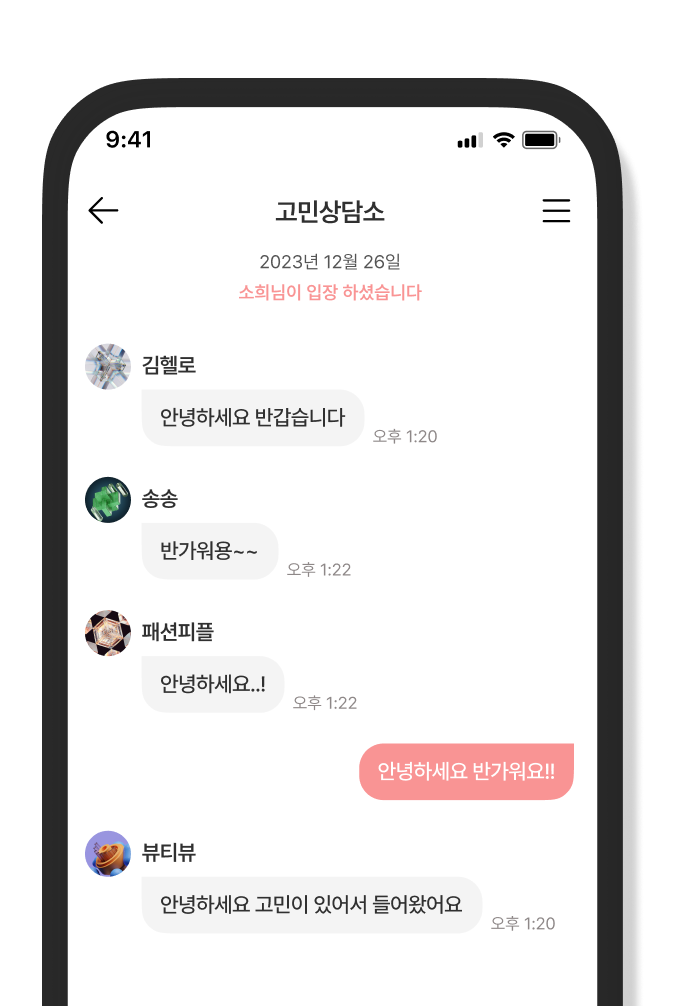 9:41
고민상담소
2023년 12월 26일
소희님이 입장 하셨습니다
김헬로
안녕하세요 반갑습니다
오후 1:20
송송
반가워용~~
오후 1:22
패션피플
안녕하세요..!
오후 1:22
안녕하세요 반가워요!!
뷰티뷰
안녕하세요 고민이 있어서 들어왔어요
오후 1:20